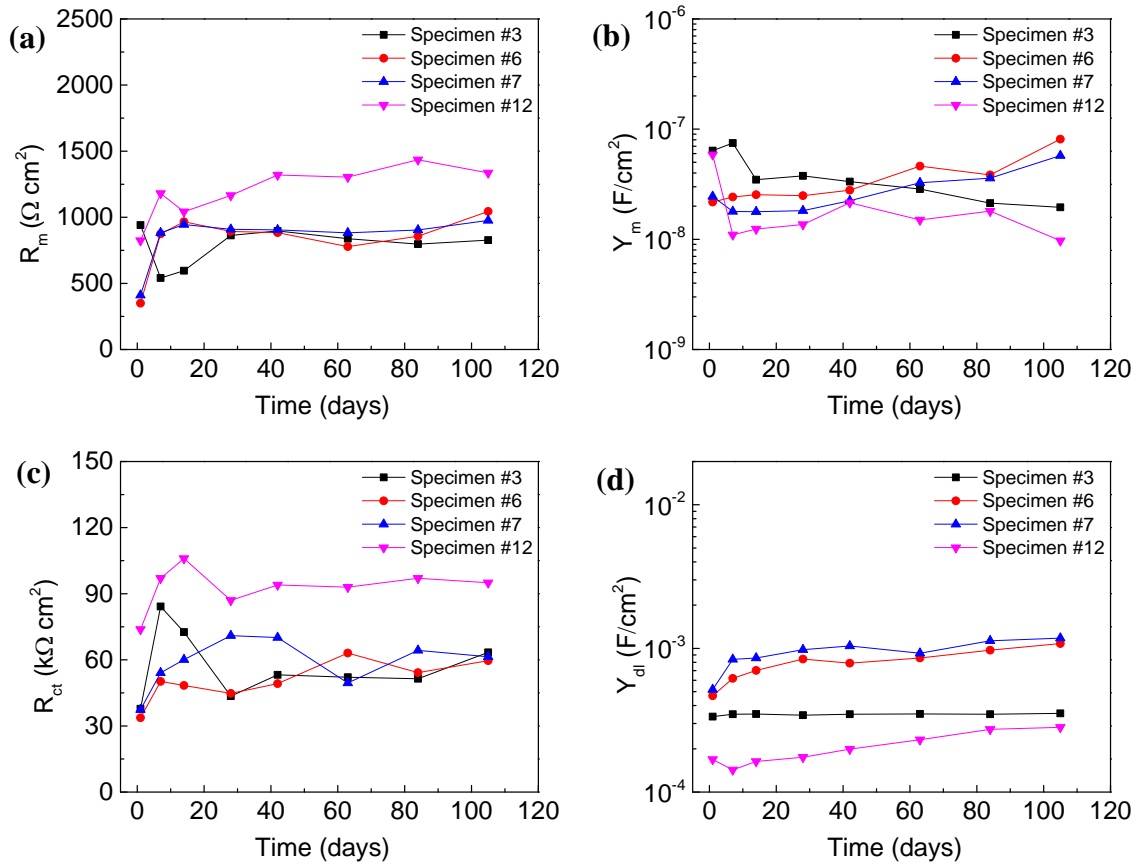 (a)
R_m (Ω cm²)
2500
2000
1500
1000
500
0
0 20 40 60 80 100 120
Time (days)
Specimen #3
Specimen #6
Specimen #7
Specimen #12
(b)
Y_m (F/cm²)
10⁻⁶
10⁻⁷
10⁻⁸
10⁻⁹
0 20 40 60 80 100 120
Time (days)
Specimen #3
Specimen #6
Specimen #7
Specimen #12
(c)
R_ct (kΩ cm²)
150
120
90
60
30
0
0 20 40 60 80 100 120
Time (days)
Specimen #3
Specimen #6
Specimen #7
Specimen #12
(d)
Y_dl (F/cm²)
10⁻²
10⁻³
10⁻⁴
0 20 40 60 80 100 120
Time (days)
Specimen #3
Specimen #6
Specimen #7
Specimen #12